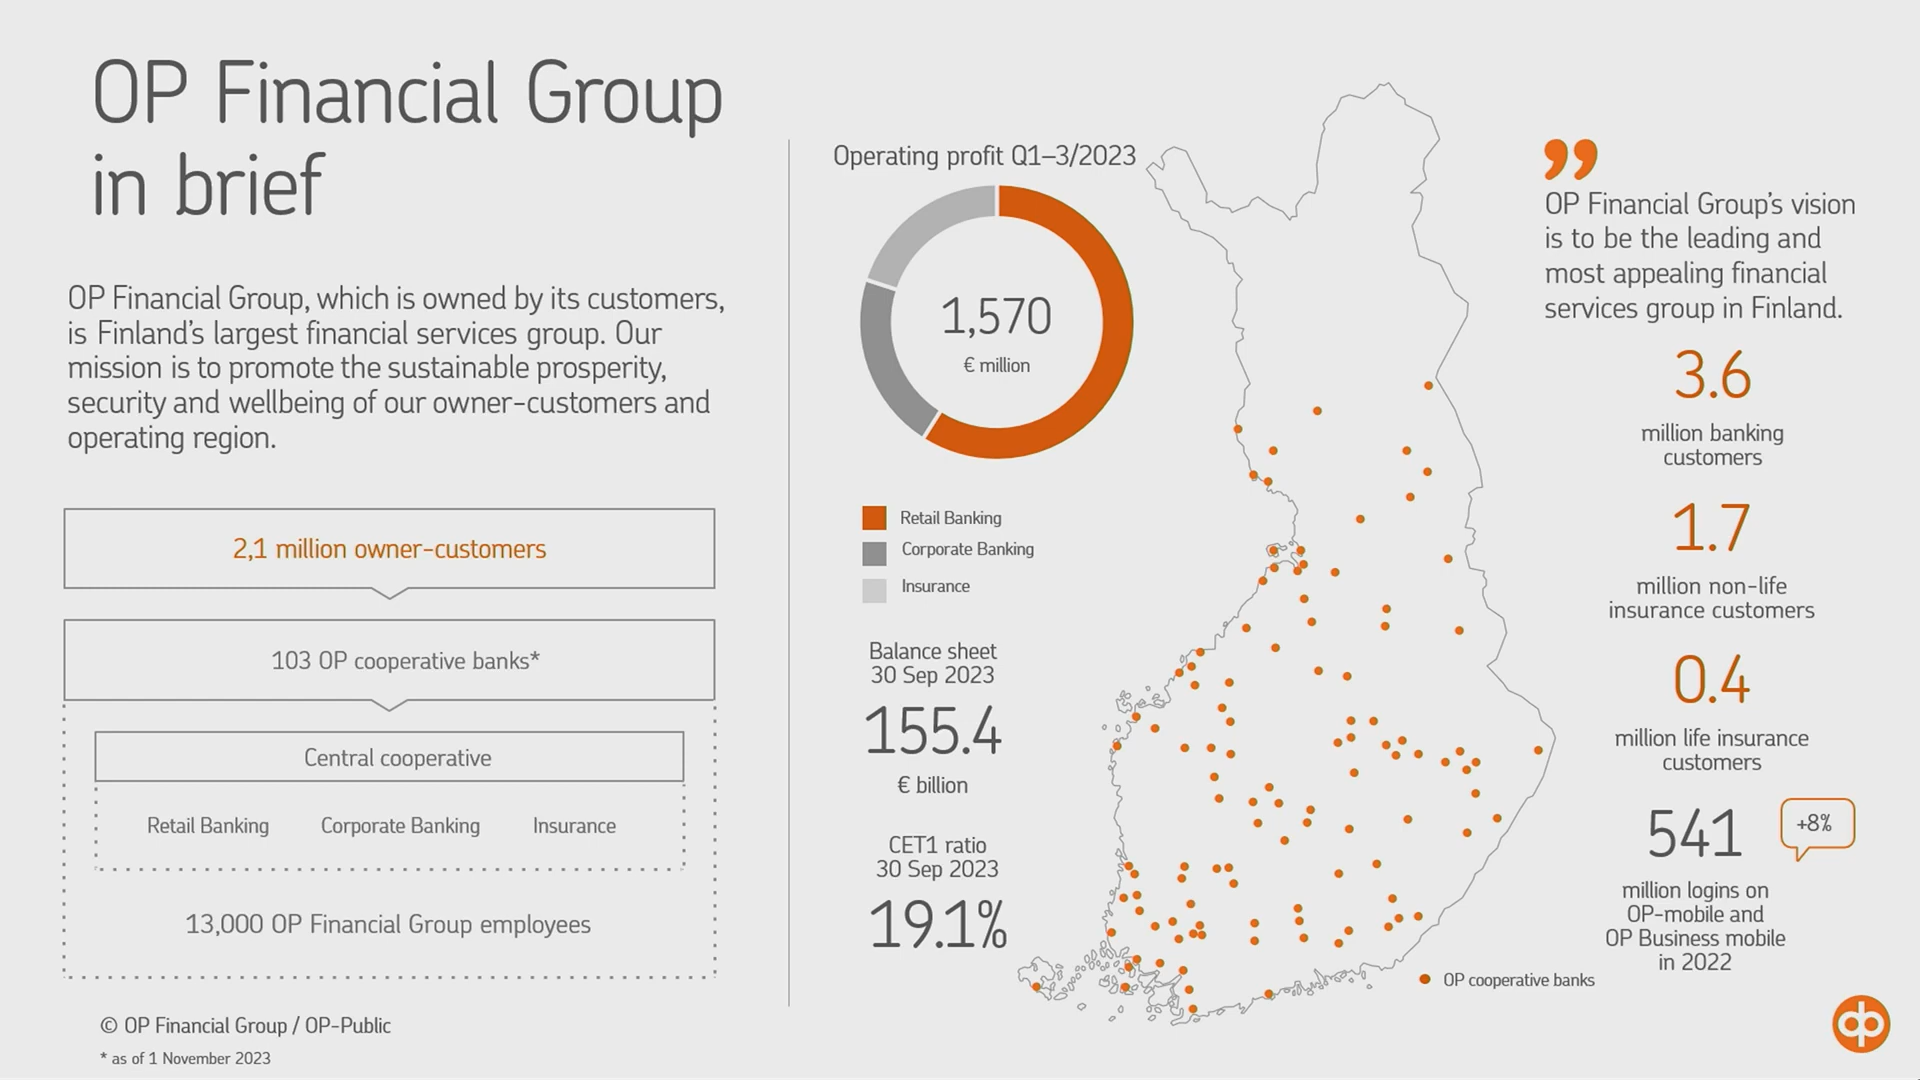 OP Financial Group
in brief
OP Financial Group, which is owned by its customers,
is Finland's largest financial services group. Our
mission is to promote the sustainable prosperity,
security and wellbeing of our owner-customers and
operating region.
2,1 million owner-customers
103 OP cooperative banks*
Central cooperative
Retail Banking Corporate Banking Insurance
13,000 OP Financial Group employees
© OP Financial Group / OP-Public
* as of 1 November 2023
Operating profit Q1–3/2023
1,570
€ million
Retail Banking
Corporate Banking
Insurance
Balance sheet
30 Sep 2023
155.4
€ billion
CET1 ratio
30 Sep 2023
19.1%
OP cooperative banks
”
OP Financial Group's vision
is to be the leading and
most appealing financial
services group in Finland.
3.6
million banking
customers
1.7
million non-life
insurance customers
0.4
million life insurance
customers
541
+8%
million logins on
OP-mobile and
OP Business mobile
in 2022
op